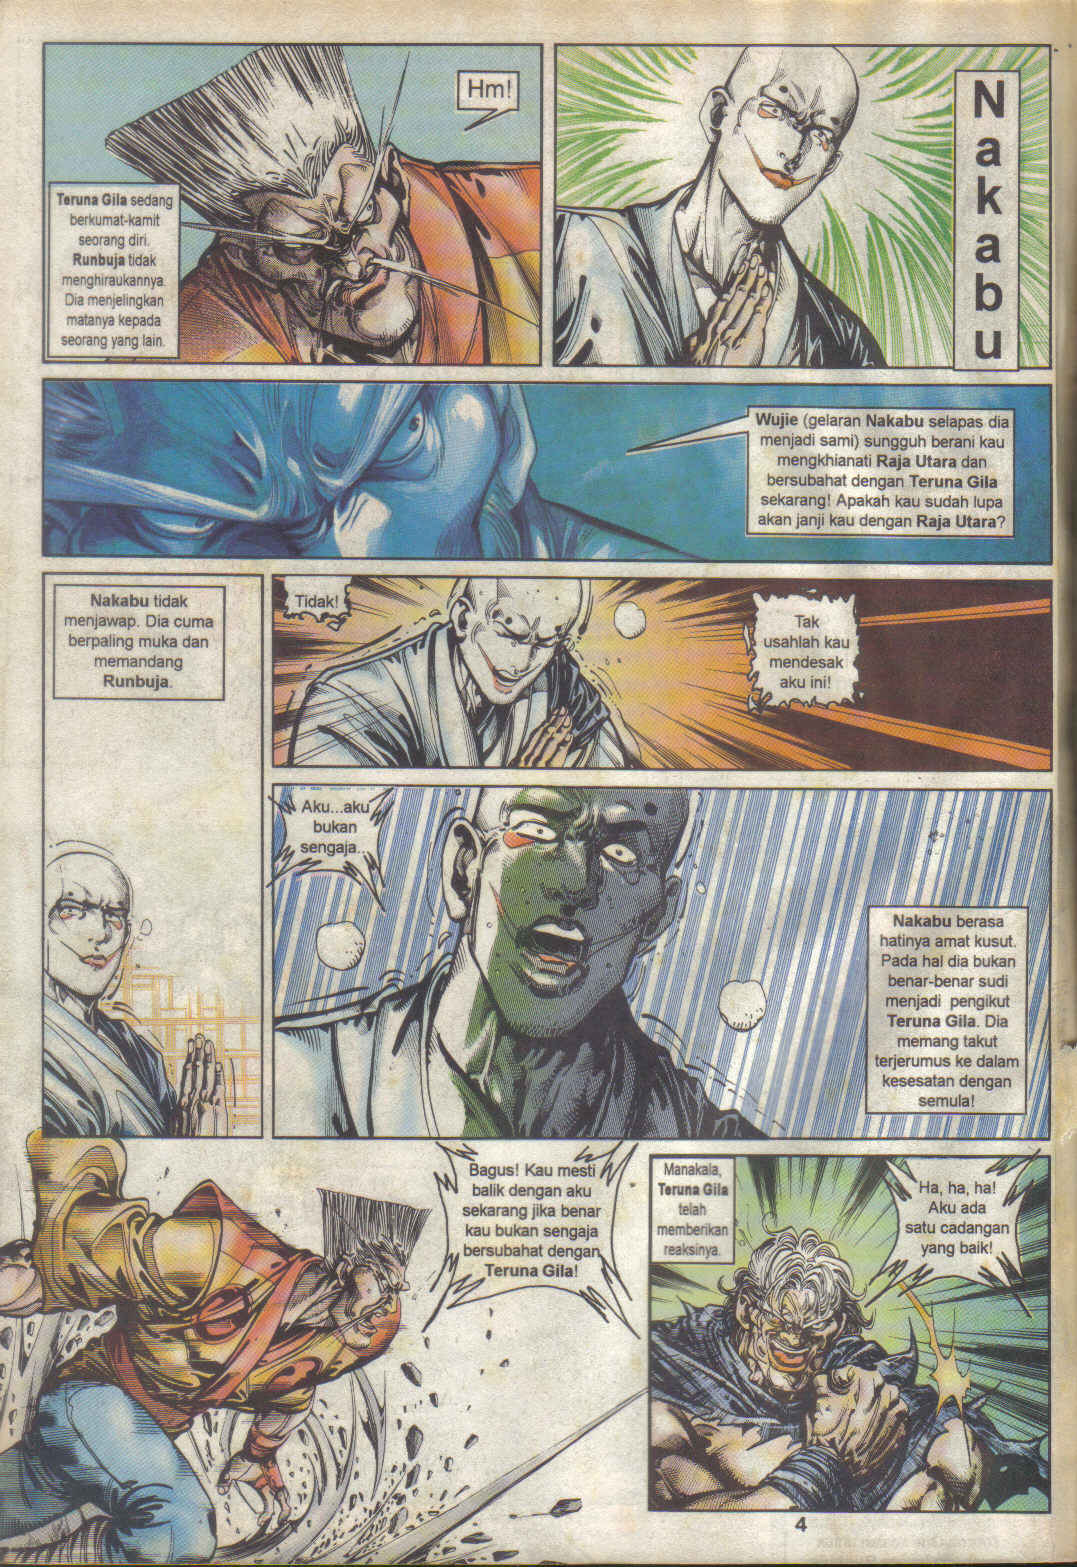 Hm!
Teruna Gila sedang
berkumat-kamit
seorang diri.
Runbuja tidak
menghiraukannya.
Dia menjelingkan
matanya kepada
seorang yang lain.
Nakabu
Wujie (gelaran Nakabu selapas dia
menjadi sami) sungguh berani kau
mengkhianati Raja Utara dan
bersubahat dengan Teruna Gila
sekarang! Apakah kau sudah lupa
akan janji kau dengan Raja Utara?
Nakabu tidak
menjawap. Dia cuma
berpaling muka dan
memandang
Runbuja.
Tidak!
Tak
usahlah kau
mendesak
aku ini!
Aku...aku
bukan
sengaja..
Nakabu berasa
hatinya amat kusut.
Pada hal dia bukan
benar-benar sudi
menjadi pengikut
Teruna Gila. Dia
memang takut
terjerumus ke dalam
kesesatan dengan
semula!
Bagus! Kau mesti
balik dengan aku
sekarang jika benar
kau bukan sengaja
bersubahat dengan
Teruna Gila!
Manakala,
Teruna Gila
telah
memberikan
reaksinya.
Ha, ha, ha!
Aku ada
satu cadangan
yang baik!
4